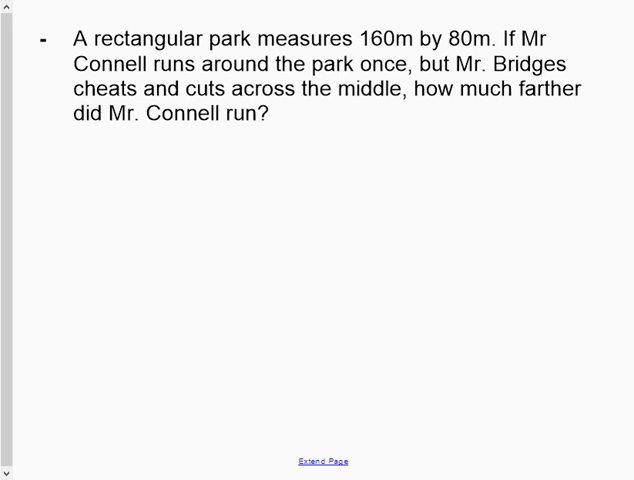 - A rectangular park measures 160m by 80m. If Mr
Connell runs around the park once, but Mr. Bridges
cheats and cuts across the middle, how much farther
did Mr. Connell run?
Extend Page